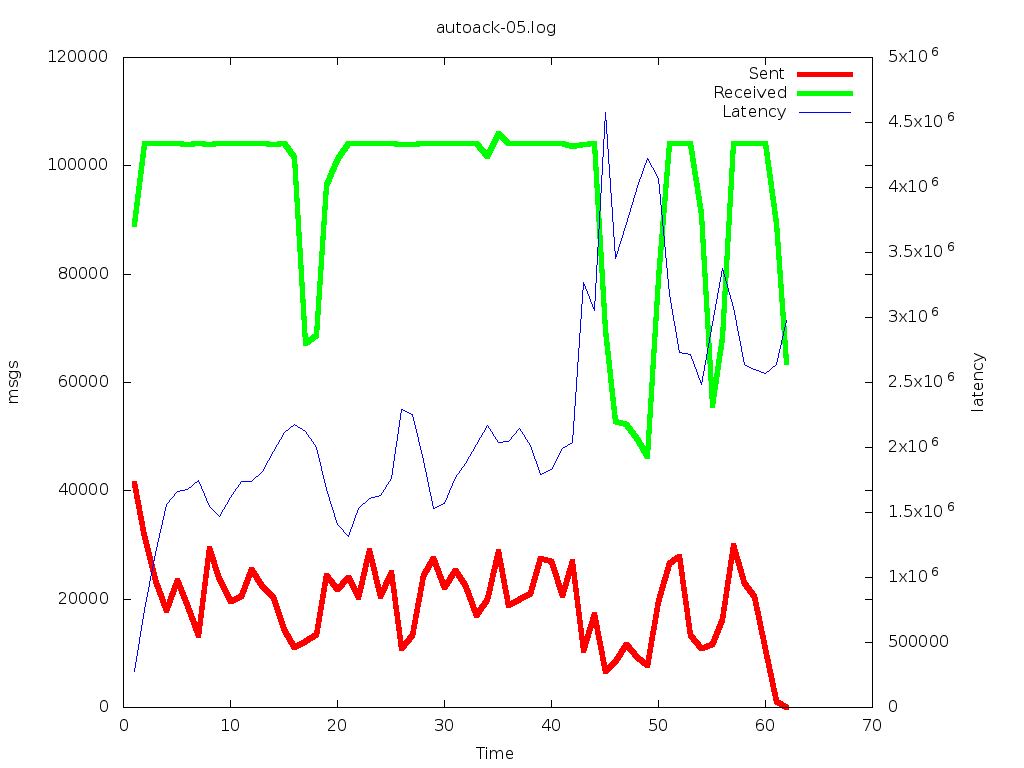 autoack-05.log
120000
100000
80000
60000
40000
20000
0
msgs
5x10^6
4.5x10^6
4x10^6
3.5x10^6
3x10^6
2.5x10^6
2x10^6
1.5x10^6
1x10^6
500000
0
latency
Sent
Received
Latency
0 10 20 30 40 50 60 70
Time